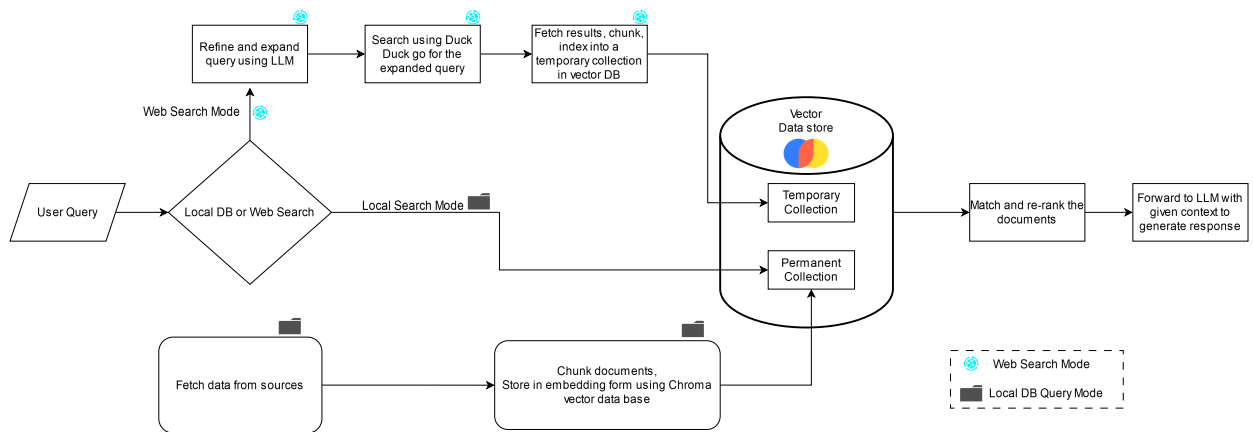 Refine and expand
query using LLM
Search using Duck
Duck go for the
expanded query
Fetch results, chunk,
index into a
temporary collection
in vector DB
Web Search Mode
Vector
Data store
User Query
Local DB or Web Search
Local Search Mode
Temporary
Collection
Match and re-rank the
documents
Forward to LLM with
given context to
generate response
Permanent
Collection
Fetch data from sources
Chunk documents,
Store in embedding form using Chroma
vector data base
Web Search Mode
Local DB Query Mode